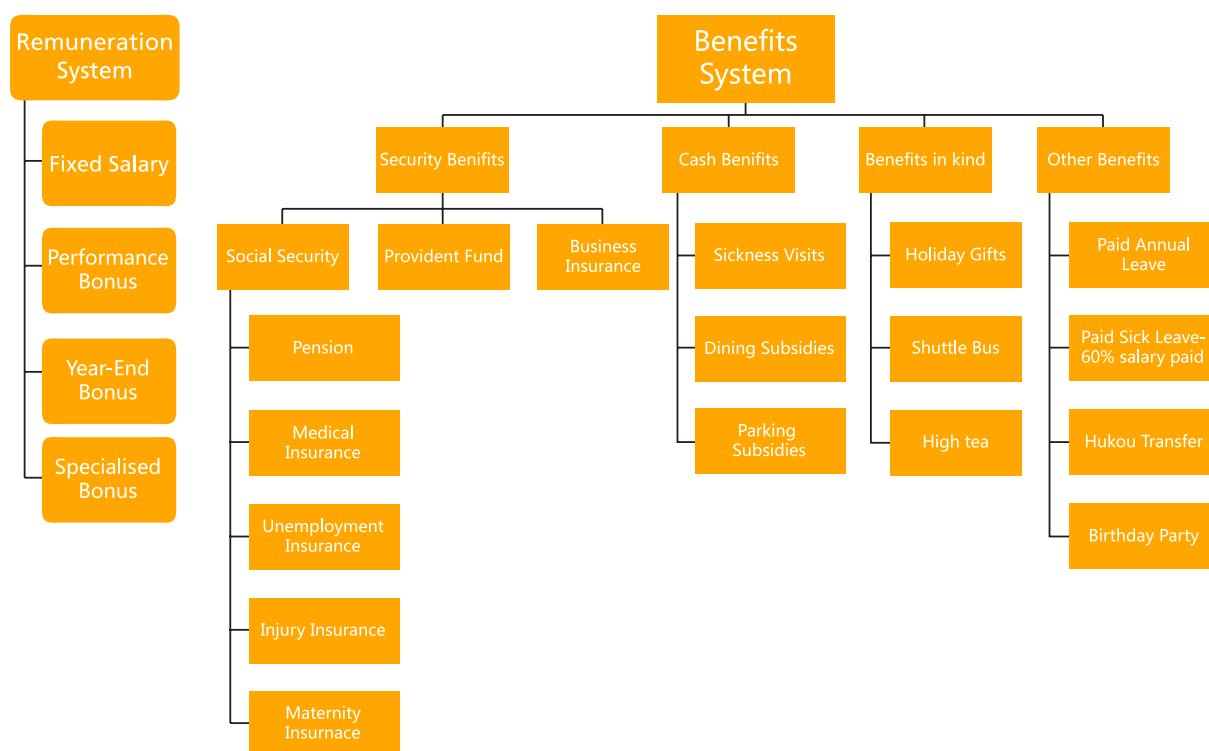 Remuneration
System
Fixed Salary
Performance
Bonus
Year-End
Bonus
Specialised
Bonus
Benefits
System
Security Benifits
Social Security
Pension
Medical
Insurance
Unemployment
Insurance
Injury Insurance
Maternity
Insurnace
Provident Fund
Business
Insurance
Cash Benifits
Sickness Visits
Dining Subsidies
Parking
Subsidies
Benefits in kind
Holiday Gifts
Shuttle Bus
High tea
Other Benefits
Paid Annual
Leave
Paid Sick Leave-
60% salary paid
Hukou Transfer
Birthday Party